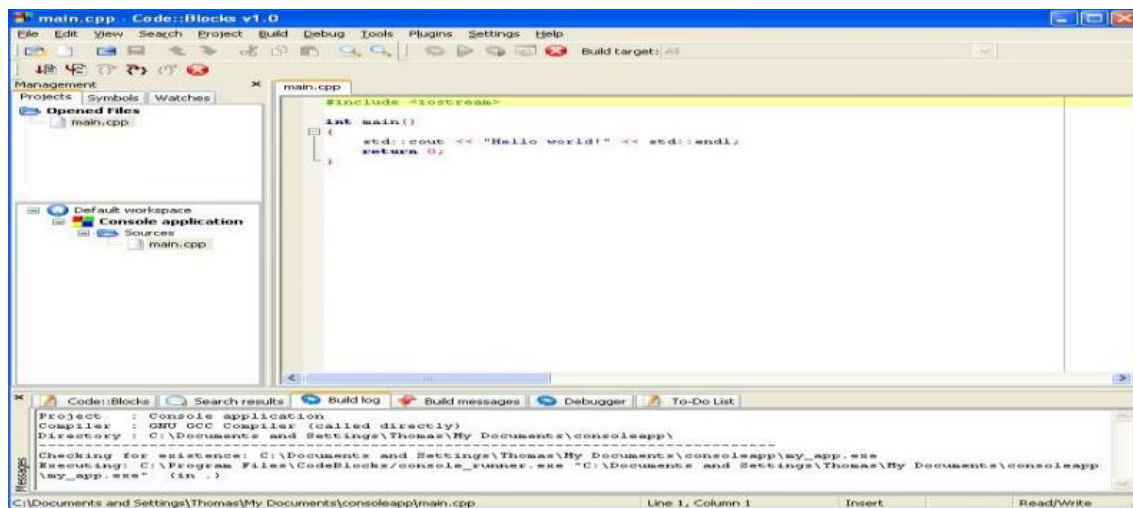 main.cpp - Code::Blocks v1.0
File Edit View Search Project Build Debug Tools Plugins Settings Help
Build target: All
Management
Projects Symbols Watches
Opened Files
main.cpp
main.cpp
#include <iostream>
int main()
{
std::cout << "Hello world!" << std::endl;
return 0;
}
Default workspace
Console application
Sources
main.cpp
Code::Blocks Search results Build log Build messages Debugger To-Do List
Messages
Project : Console application
Compiler : GNU GCC Compiler (called directly)
Directory : C:\Documents and Settings\Thomas\My Documents\consoleapp\
--------------------------------------------------------------------------------
Checking for existence: C:\Documents and Settings\Thomas\My Documents\consoleapp\my_app.exe
Executing: C:\Program Files\CodeBlocks/console_runner.exe "C:\Documents and Settings\Thomas\My Documents\consoleapp
\my_app.exe" (in .)
C:\Documents and Settings\Thomas\My Documents\consoleapp\main.cpp Line 1, Column 1 Insert Read/Write